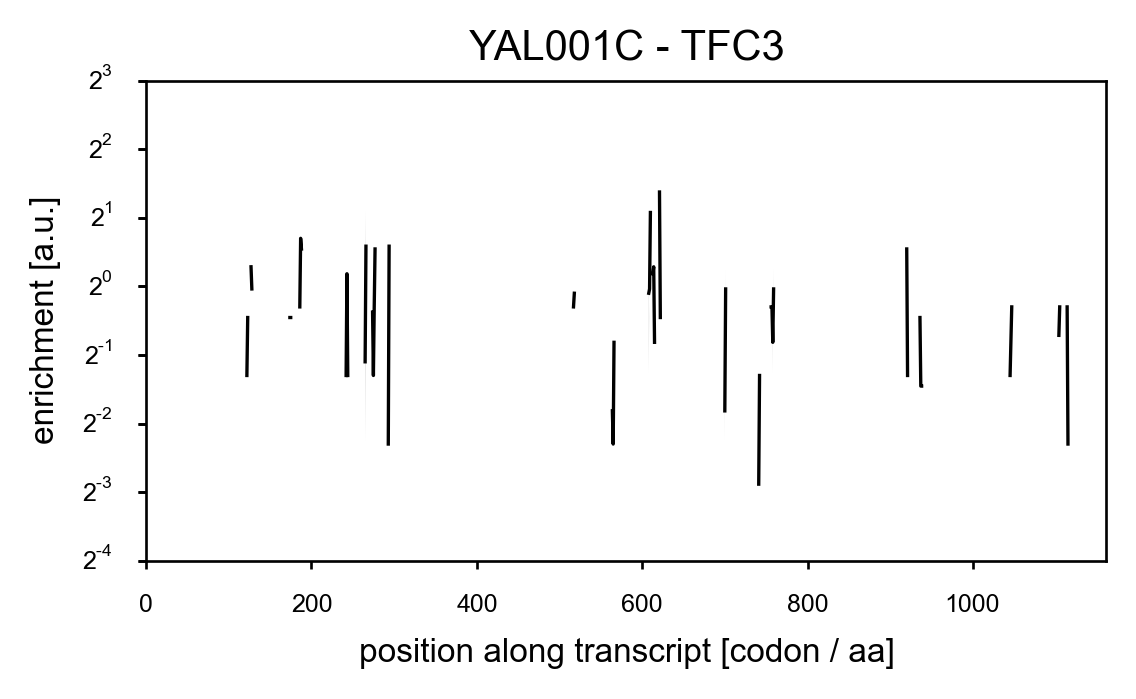 YAL001C - TFC3
2^3
2^2
2^1
2^0
2^-1
2^-2
2^-3
2^-4
enrichment [a.u.]
0 200 400 600 800 1000
position along transcript [codon / aa]